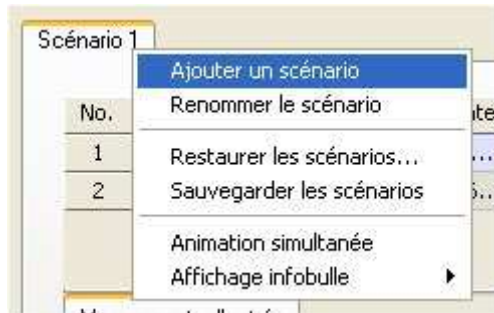 Scénario 1
Ajouter un scénario
Renommer le scénario
No.
1
Restaurer les scénarios...
2
Sauvegarder les scénarios
Animation simultanée
Affichage infobulle